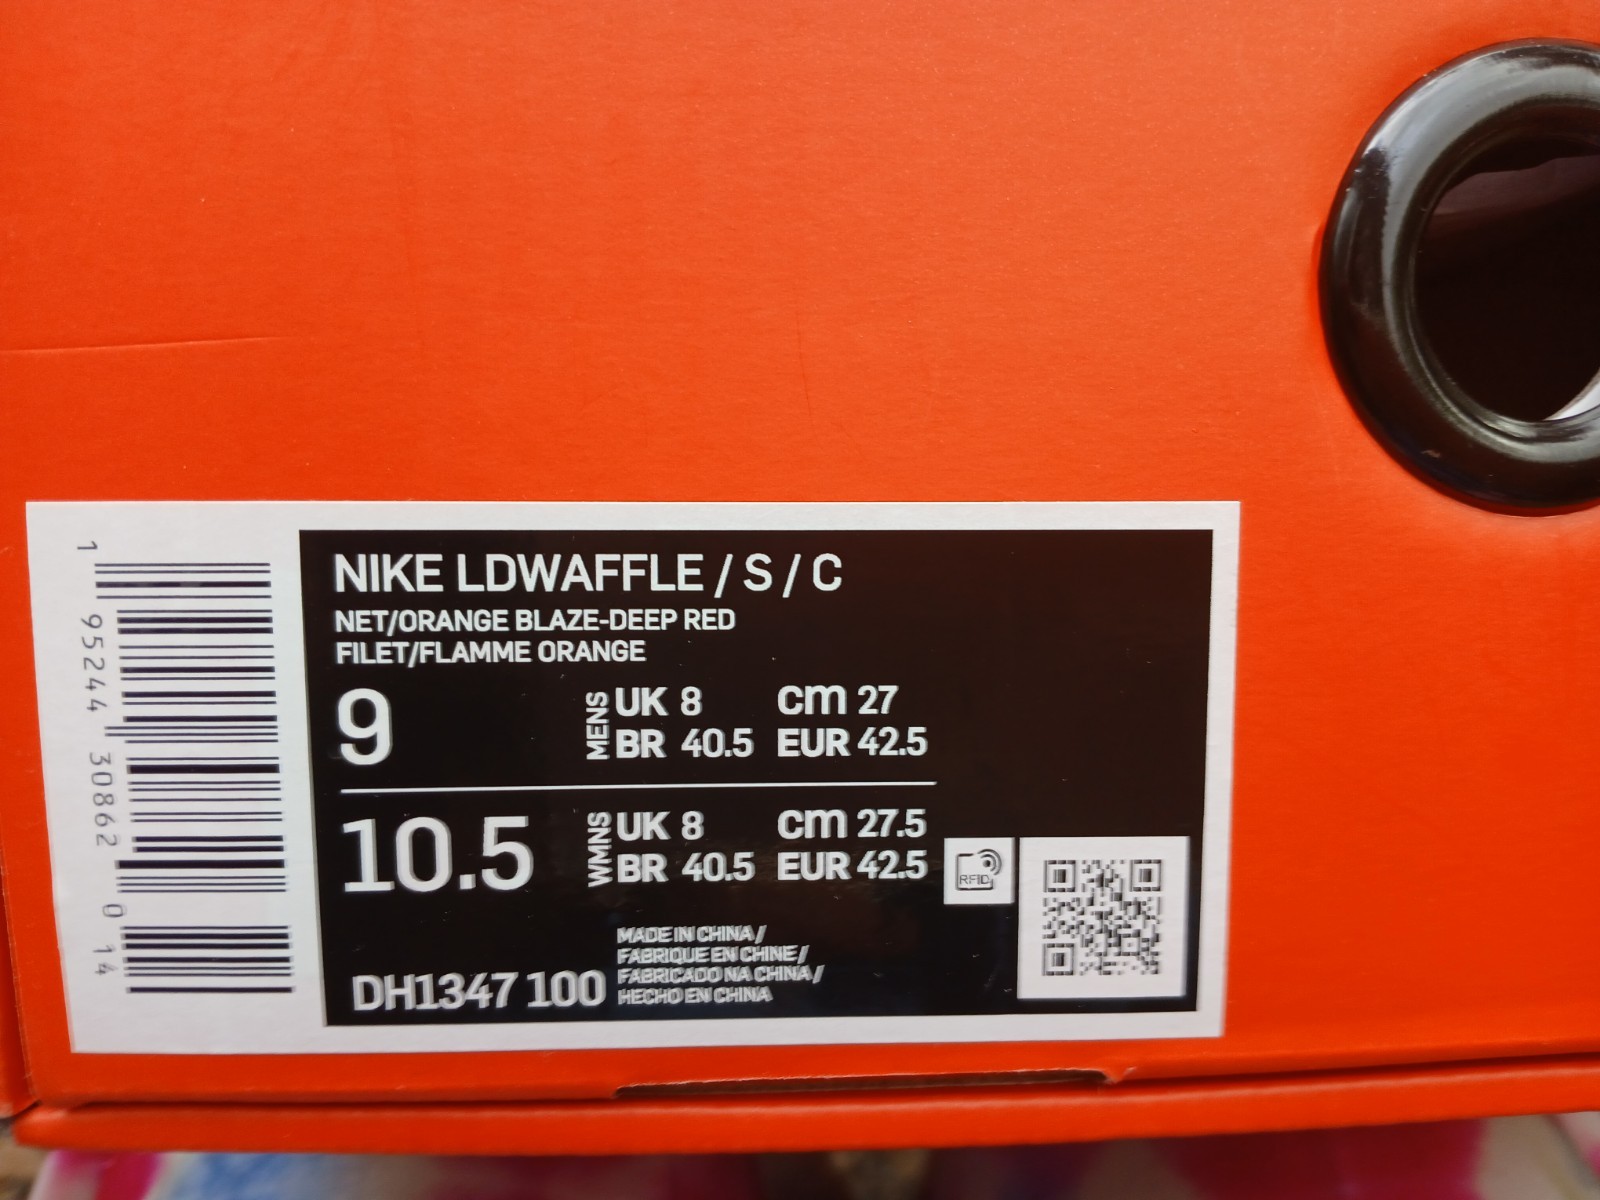 NIKE LDWAFFLE / S / C
NET/ORANGE BLAZE-DEEP RED
FILET/FLAMME ORANGE
9
MENS
UK 8 cm 27
BR 40.5 EUR 42.5
10.5
WMNS
UK 8 cm 27.5
BR 40.5 EUR 42.5
RFID
DH1347 100
MADE IN CHINA /
FABRIQUE EN CHINE /
FABRICADO NA CHINA /
HECHO EN CHINA
1 95244 30862 0 14